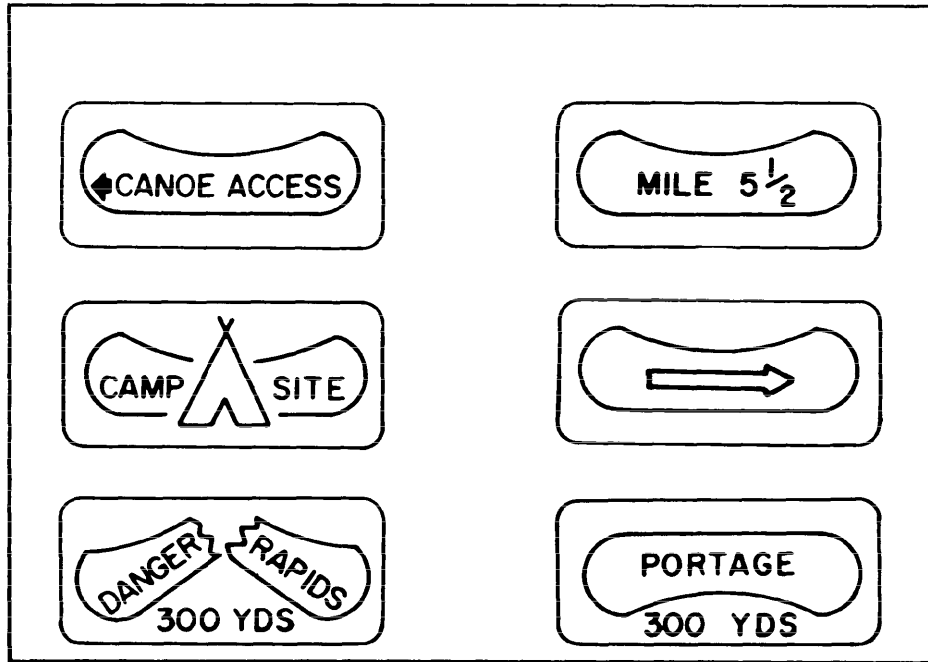 CANOE ACCESS
MILE 5 1/2
CAMP SITE
DANGER RAPIDS
300 YDS
PORTAGE
300 YDS